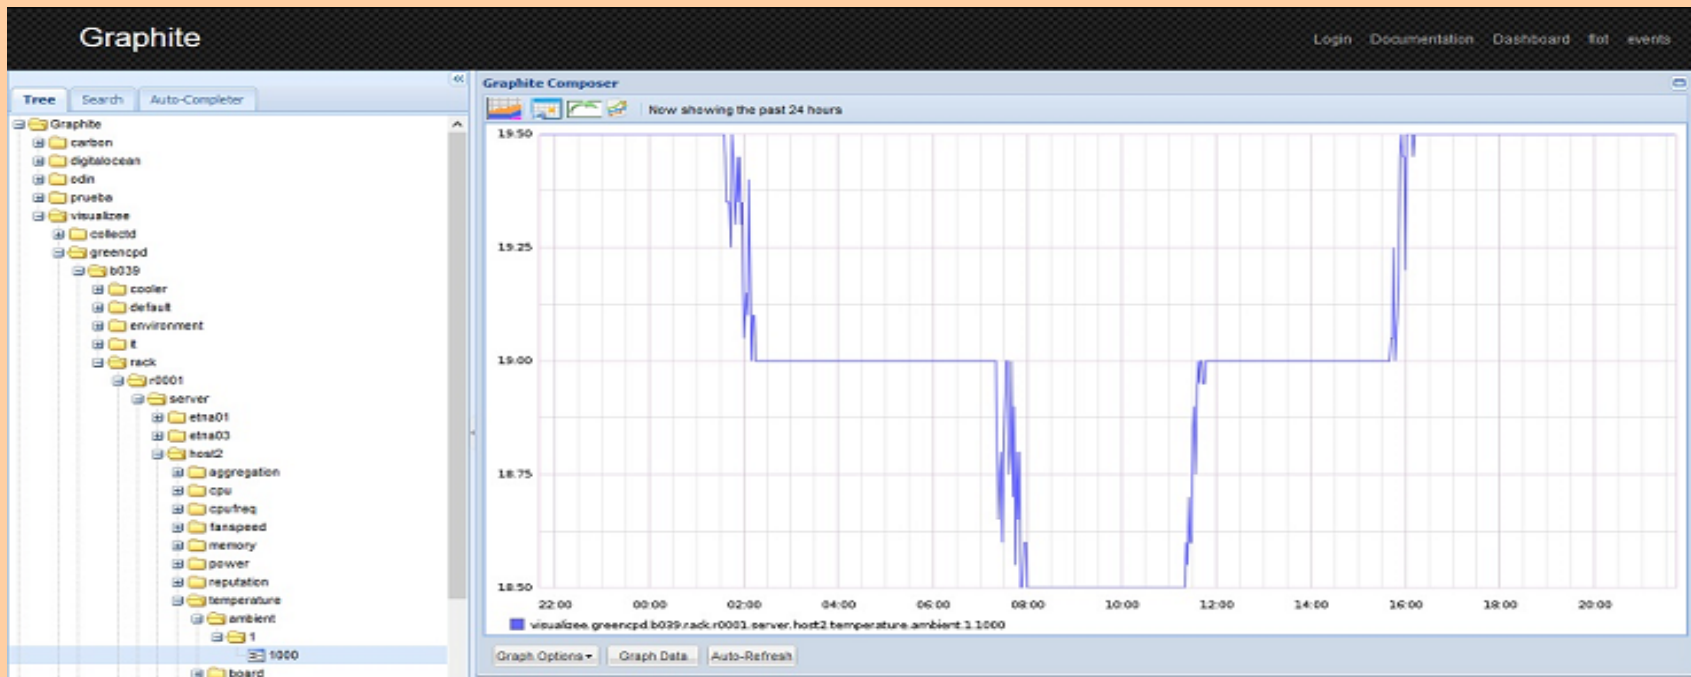 Graphite
Login Documentation Dashboard flot events
Tree Search Auto-Completer
Graphite
carbon
digitalocean
odin
prueba
visualizee
collectd
greencpd
b039
cooler
default
environment
it
rack
r0001
server
etna01
etna03
host2
aggregation
cpu
cpufreq
fanspeed
memory
power
reputation
temperature
ambient
1
1000
board
Graphite Composer
Now showing the past 24 hours
19.50
19.25
19.00
18.75
18.50
22:00 00:00 02:00 04:00 06:00 08:00 10:00 12:00 14:00 16:00 18:00 20:00
visualizee.greencpd.b039.rack.r0001.server.host2.temperature.ambient.1.1000
Graph Options Graph Data Auto-Refresh